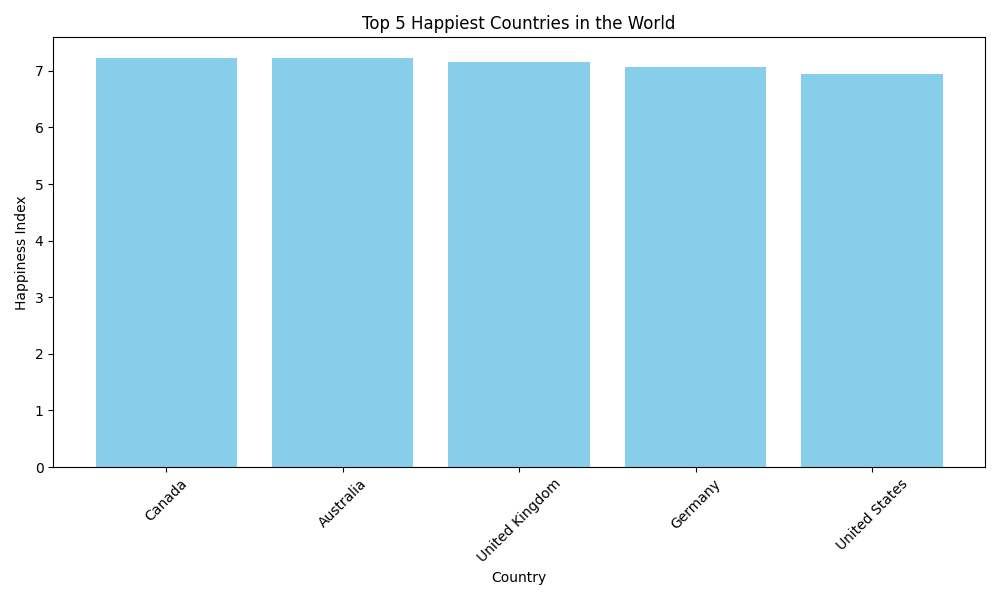 Top 5 Happiest Countries in the World
Happiness Index
7
6
5
4
3
2
1
0
Canada
Australia
United Kingdom
Germany
United States
Country